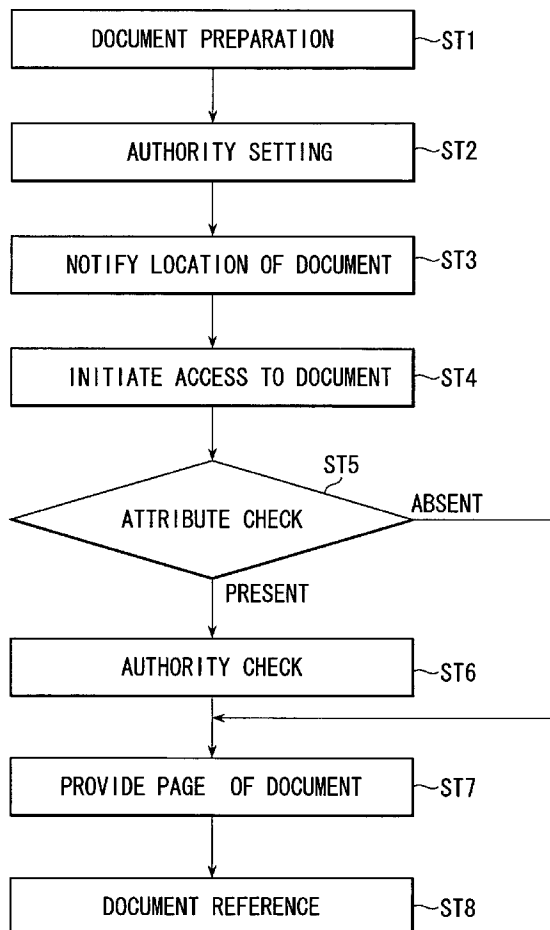 DOCUMENT PREPARATION ST1
AUTHORITY SETTING ST2
NOTIFY LOCATION OF DOCUMENT ST3
INITIATE ACCESS TO DOCUMENT ST4
ST5
ATTRIBUTE CHECK ABSENT
PRESENT
AUTHORITY CHECK ST6
PROVIDE PAGE OF DOCUMENT ST7
DOCUMENT REFERENCE ST8